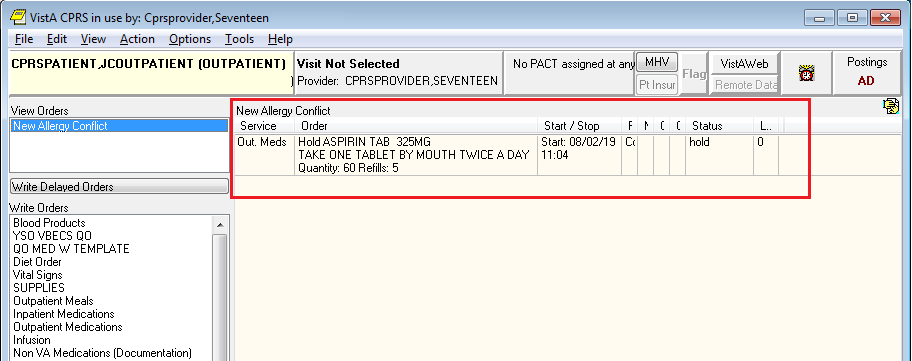 VistA CPRS in use by: Cprsprovider,Seventeen
File Edit View Action Options Tools Help
CPRSPATIENT,JCOUTPATIENT (OUTPATIENT)
Visit Not Selected
Provider: CPRSPROVIDER,SEVENTEEN
No PACT assigned at any
MHV
Pt Insur
Flag
VistAWeb
Remote Data
Postings
AD
View Orders
New Allergy Conflict
Write Delayed Orders
Write Orders
Blood Products
YSO VBECS QO
QO MED W TEMPLATE
Diet Order
Vital Signs
SUPPLIES
Outpatient Meals
Inpatient Medications
Outpatient Medications
Infusion
Non VA Medications (Documentation)
New Allergy Conflict
Service Order Start / Stop F N C C Status L...
Out. Meds Hold ASPIRIN TAB 325MG Start: 08/02/19 Cc hold 0
TAKE ONE TABLET BY MOUTH TWICE A DAY 11:04
Quantity: 60 Refills: 5